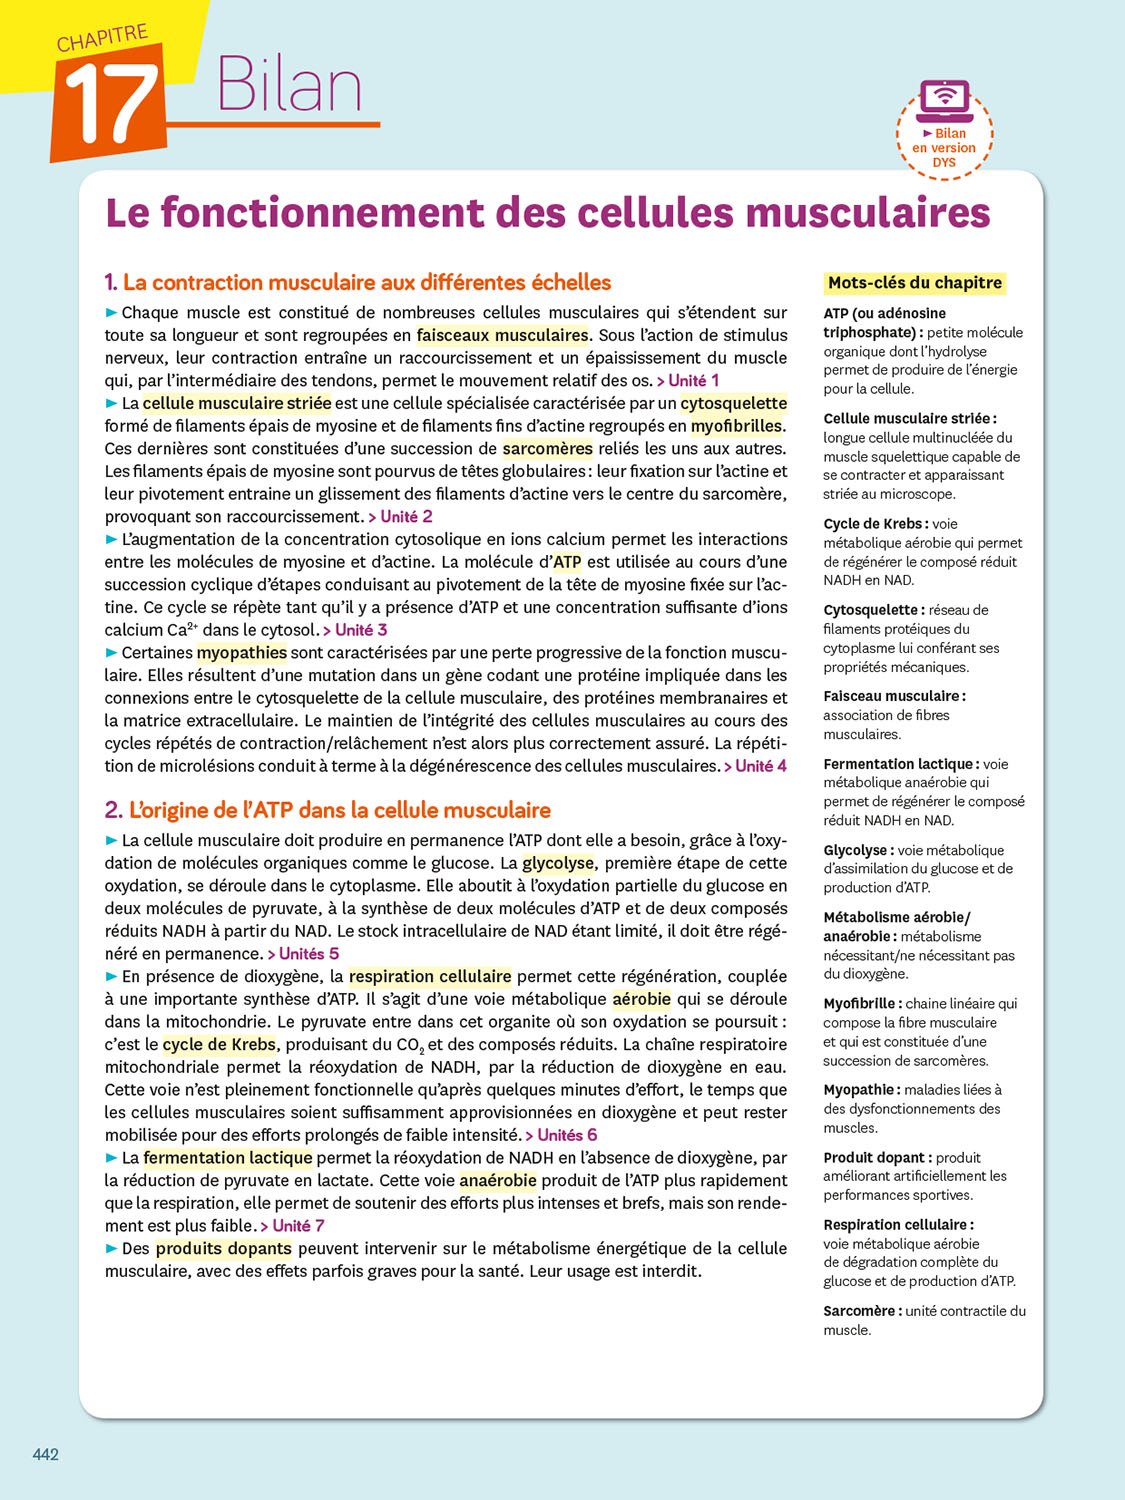 CHAPITRE
17
Bilan
► Bilan
en version
DYS
Le fonctionnement des cellules musculaires
1. La contraction musculaire aux différentes échelles
► Chaque muscle est constitué de nombreuses cellules musculaires qui s’étendent sur
toute sa longueur et sont regroupées en faisceaux musculaires. Sous l’action de stimulus
nerveux, leur contraction entraîne un raccourcissement et un épaississement du muscle
qui, par l’intermédiaire des tendons, permet le mouvement relatif des os. > Unité 1
► La cellule musculaire striée est une cellule spécialisée caractérisée par un cytosquelette
formé de filaments épais de myosine et de filaments fins d’actine regroupés en myofibrilles.
Ces dernières sont constituées d’une succession de sarcomères reliés les uns aux autres.
Les filaments épais de myosine sont pourvus de têtes globulaires : leur fixation sur l’actine et
leur pivotement entraine un glissement des filaments d’actine vers le centre du sarcomère,
provoquant son raccourcissement. > Unité 2
► L’augmentation de la concentration cytosolique en ions calcium permet les interactions
entre les molécules de myosine et d’actine. La molécule d’ATP est utilisée au cours d’une
succession cyclique d’étapes conduisant au pivotement de la tête de myosine fixée sur l’ac-
tine. Ce cycle se répète tant qu’il y a présence d’ATP et une concentration suffisante d’ions
calcium Ca²⁺ dans le cytosol. > Unité 3
► Certaines myopathies sont caractérisées par une perte progressive de la fonction muscu-
laire. Elles résultent d’une mutation dans un gène codant une protéine impliquée dans les
connexions entre le cytosquelette de la cellule musculaire, des protéines membranaires et
la matrice extracellulaire. Le maintien de l’intégrité des cellules musculaires au cours des
cycles répétés de contraction/relâchement n’est alors plus correctement assuré. La répéti-
tion de microlésions conduit à terme à la dégénérescence des cellules musculaires. > Unité 4
2. L’origine de l’ATP dans la cellule musculaire
► La cellule musculaire doit produire en permanence l’ATP dont elle a besoin, grâce à l’oxy-
dation de molécules organiques comme le glucose. La glycolyse, première étape de cette
oxydation, se déroule dans le cytoplasme. Elle aboutit à l’oxydation partielle du glucose en
deux molécules de pyruvate, à la synthèse de deux molécules d’ATP et de deux composés
réduits NADH à partir du NAD. Le stock intracellulaire de NAD étant limité, il doit être régé-
néré en permanence. > Unités 5
► En présence de dioxygène, la respiration cellulaire permet cette régénération, couplée
à une importante synthèse d’ATP. Il s’agit d’une voie métabolique aérobie qui se déroule
dans la mitochondrie. Le pyruvate entre dans cet organite où son oxydation se poursuit :
c’est le cycle de Krebs, produisant du CO₂ et des composés réduits. La chaîne respiratoire
mitochondriale permet la réoxydation de NADH, par la réduction de dioxygène en eau.
Cette voie n’est pleinement fonctionnelle qu’après quelques minutes d’effort, le temps que
les cellules musculaires soient suffisamment approvisionnées en dioxygène et peut rester
mobilisée pour des efforts prolongés de faible intensité. > Unités 6
► La fermentation lactique permet la réoxydation de NADH en l’absence de dioxygène, par
la réduction de pyruvate en lactate. Cette voie anaérobie produit de l’ATP plus rapidement
que la respiration, elle permet de soutenir des efforts plus intenses et brefs, mais son rende-
ment est plus faible. > Unité 7
► Des produits dopants peuvent intervenir sur le métabolisme énergétique de la cellule
musculaire, avec des effets parfois graves pour la santé. Leur usage est interdit.
Mots-clés du chapitre
ATP (ou adénosine
triphosphate) : petite molécule
organique dont l’hydrolyse
permet de produire de l’énergie
pour la cellule.
Cellule musculaire striée :
longue cellule multinucléée du
muscle squelettique capable de
se contracter et apparaissant
striée au microscope.
Cycle de Krebs : voie
métabolique aérobie qui permet
de régénérer le composé réduit
NADH en NAD.
Cytosquelette : réseau de
filaments protéiques du
cytoplasme lui conférant ses
propriétés mécaniques.
Faisceau musculaire :
association de fibres
musculaires.
Fermentation lactique : voie
métabolique anaérobie qui
permet de régénérer le composé
réduit NADH en NAD.
Glycolyse : voie métabolique
d’assimilation du glucose et de
production d’ATP.
Métabolisme aérobie/
anaérobie : métabolisme
nécessitant/ne nécessitant pas
du dioxygène.
Myofibrille : chaine linéaire qui
compose la fibre musculaire
et qui est constituée d’une
succession de sarcomères.
Myopathie : maladies liées à
des dysfonctionnements des
muscles.
Produit dopant : produit
améliorant artificiellement les
performances sportives.
Respiration cellulaire :
voie métabolique aérobie
de dégradation complète du
glucose et de production d’ATP.
Sarcomère : unité contractile du
muscle.
442